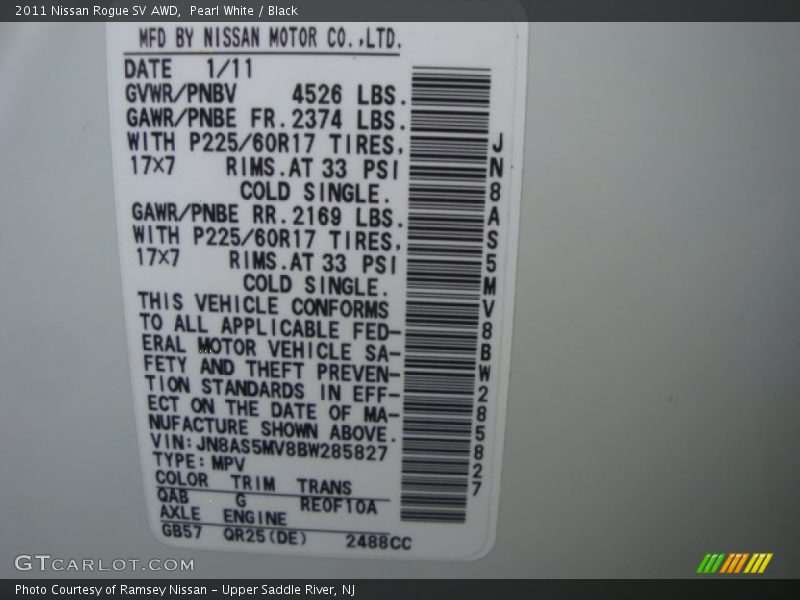 2011 Nissan Rogue SV AWD,  Pearl White / Black
MFD BY NISSAN MOTOR CO.,LTD.
DATE 1/11
GVWR/PNBV 4526 LBS.
GAWR/PNBE FR.2374 LBS.
WITH P225/60R17 TIRES.
17×7 RIMS.AT 33 PSI
COLD SINGLE.
GAWR/PNBE RR.2169 LBS.
WITH P225/60R17 TIRES.
17×7 RIMS.AT 33 PSI
COLD SINGLE.
THIS VEHICLE CONFORMS
TO ALL APPLICABLE FED-
ERAL MOTOR VEHICLE SA-
FETY AND THEFT PREVEN-
TION STANDARDS IN EFF-
ECT ON THE DATE OF MA-
NUFACTURE SHOWN ABOVE.
VIN:JN8AS5MV8BW285827
TYPE:MPV
COLOR TRIM TRANS
QAB G RE0F10A
AXLE ENGINE
GB57 QR25(DE) 2488CC
JN8AS5MV8BW285827
GTCARLOT.COM
Photo Courtesy of Ramsey Nissan - Upper Saddle River, NJ